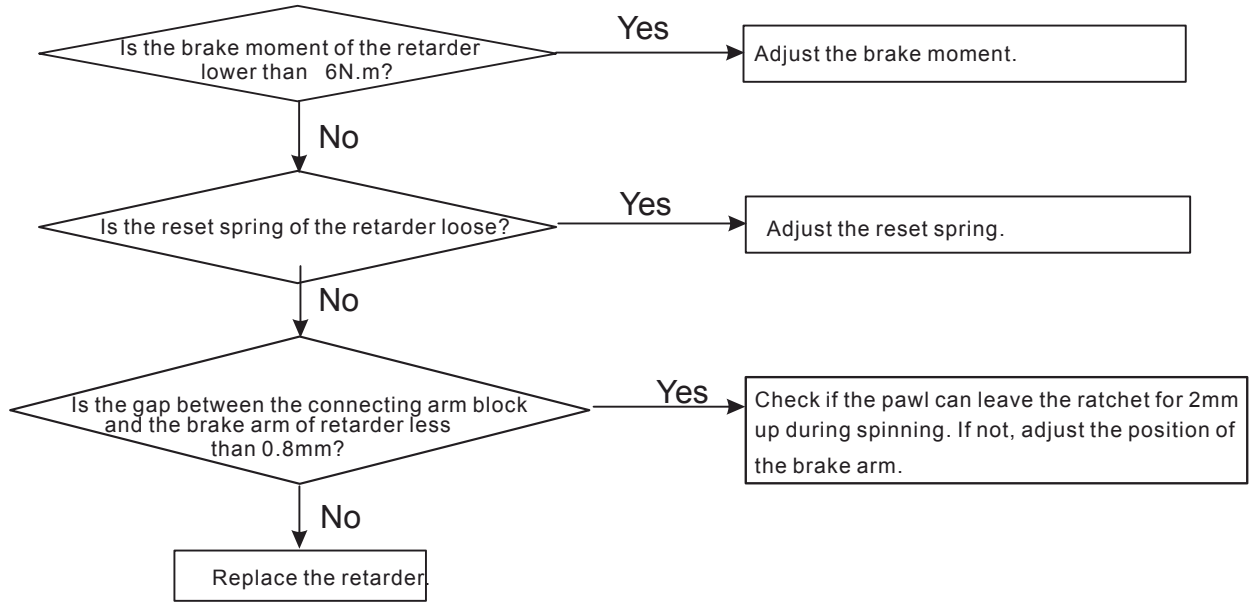 Is the brake moment of the retarder
lower than 6N.m?
Yes
Adjust the brake moment.
No
Is the reset spring of the retarder loose?
Yes
Adjust the reset spring.
No
Is the gap between the connecting arm block
and the brake arm of retarder less
than 0.8mm?
Yes
Check if the pawl can leave the ratchet for 2mm
up during spinning. If not, adjust the position of
the brake arm.
No
Replace the retarder.